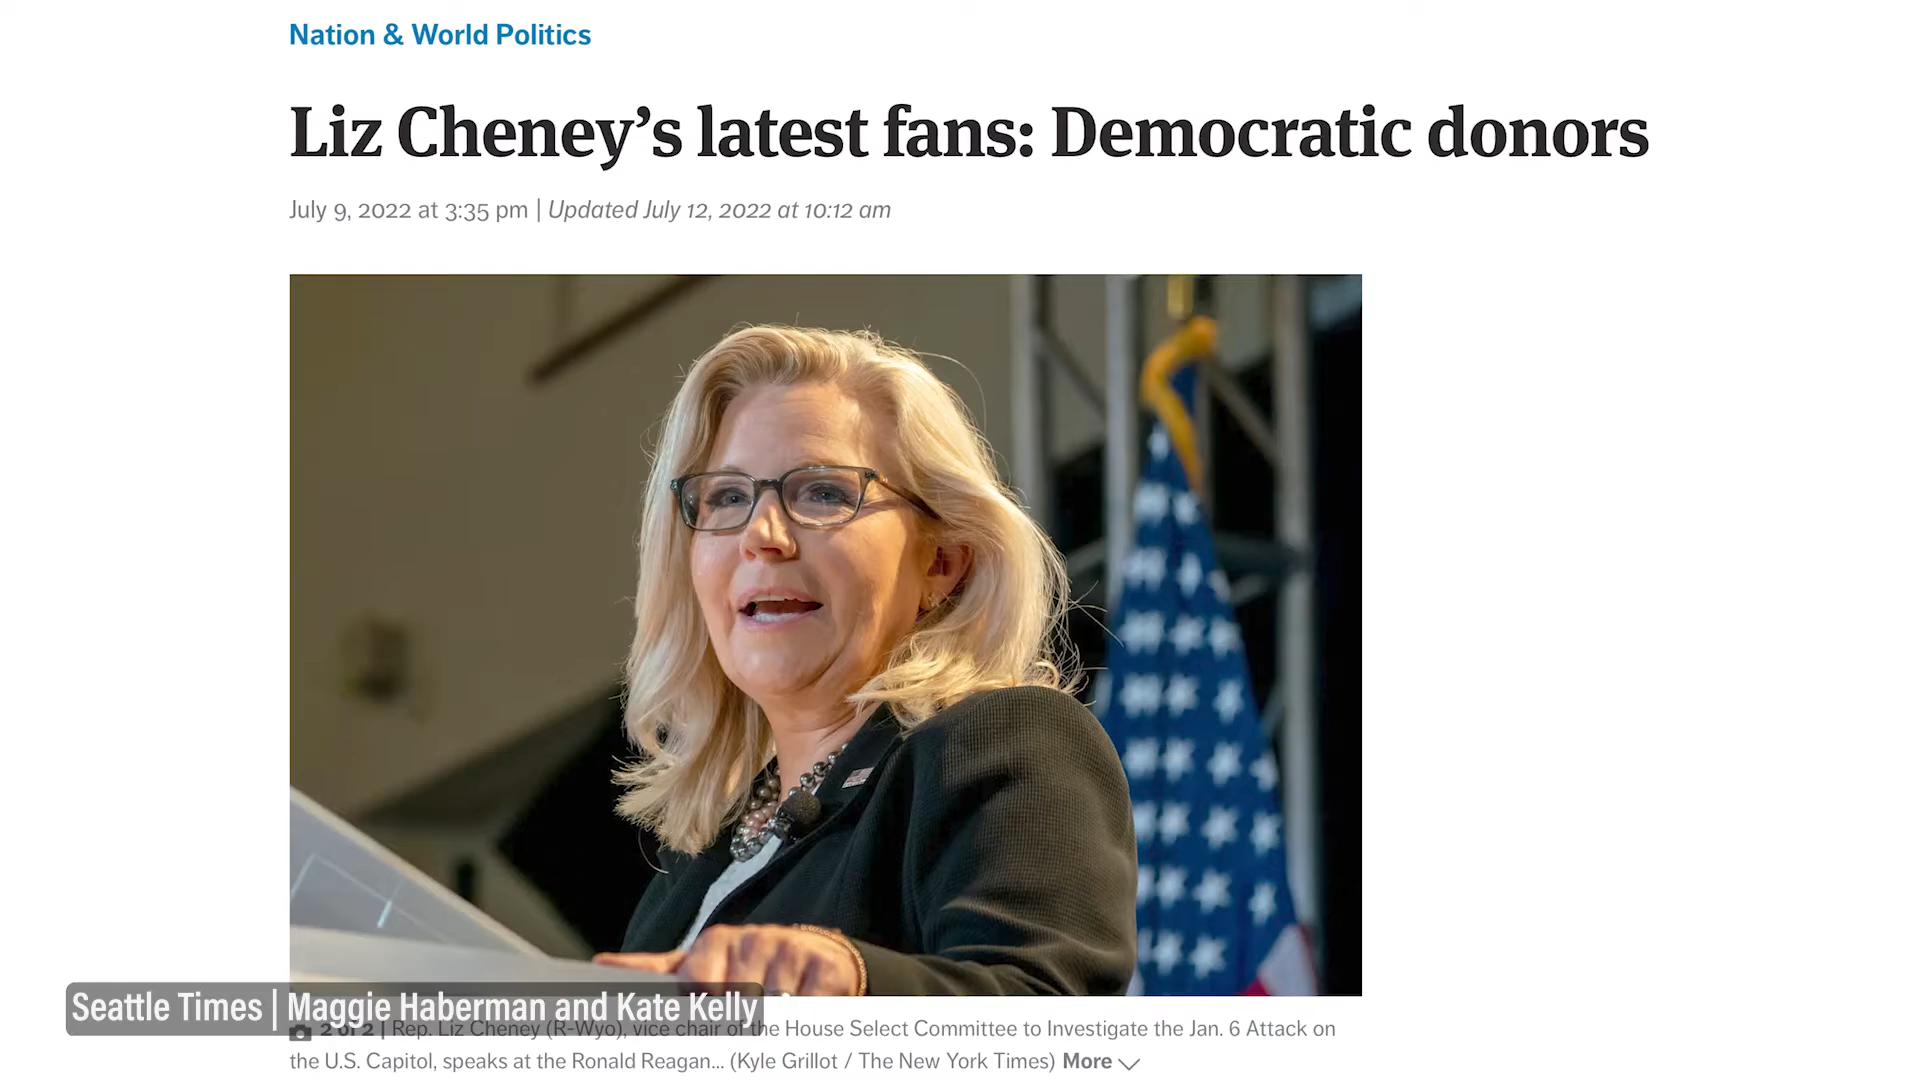 Nation & World Politics
Liz Cheney’s latest fans: Democratic donors
July 9, 2022 at 3:35 pm | Updated July 12, 2022 at 10:12 am
Seattle Times | Maggie Haberman and Kate Kelly
2 of 2 | Rep. Liz Cheney (R-Wyo), vice chair of the House Select Committee to Investigate the Jan. 6 Attack on
the U.S. Capitol, speaks at the Ronald Reagan... (Kyle Grillot / The New York Times) More